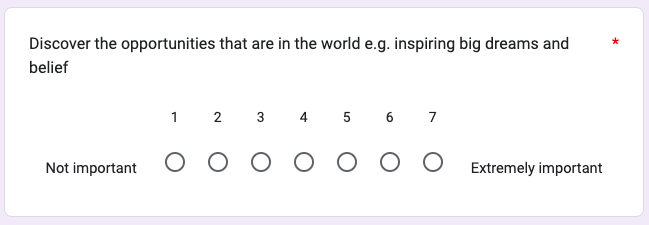 Discover the opportunities that are in the world e.g. inspiring big dreams and *
belief
1 2 3 4 5 6 7
Not important Extremely important